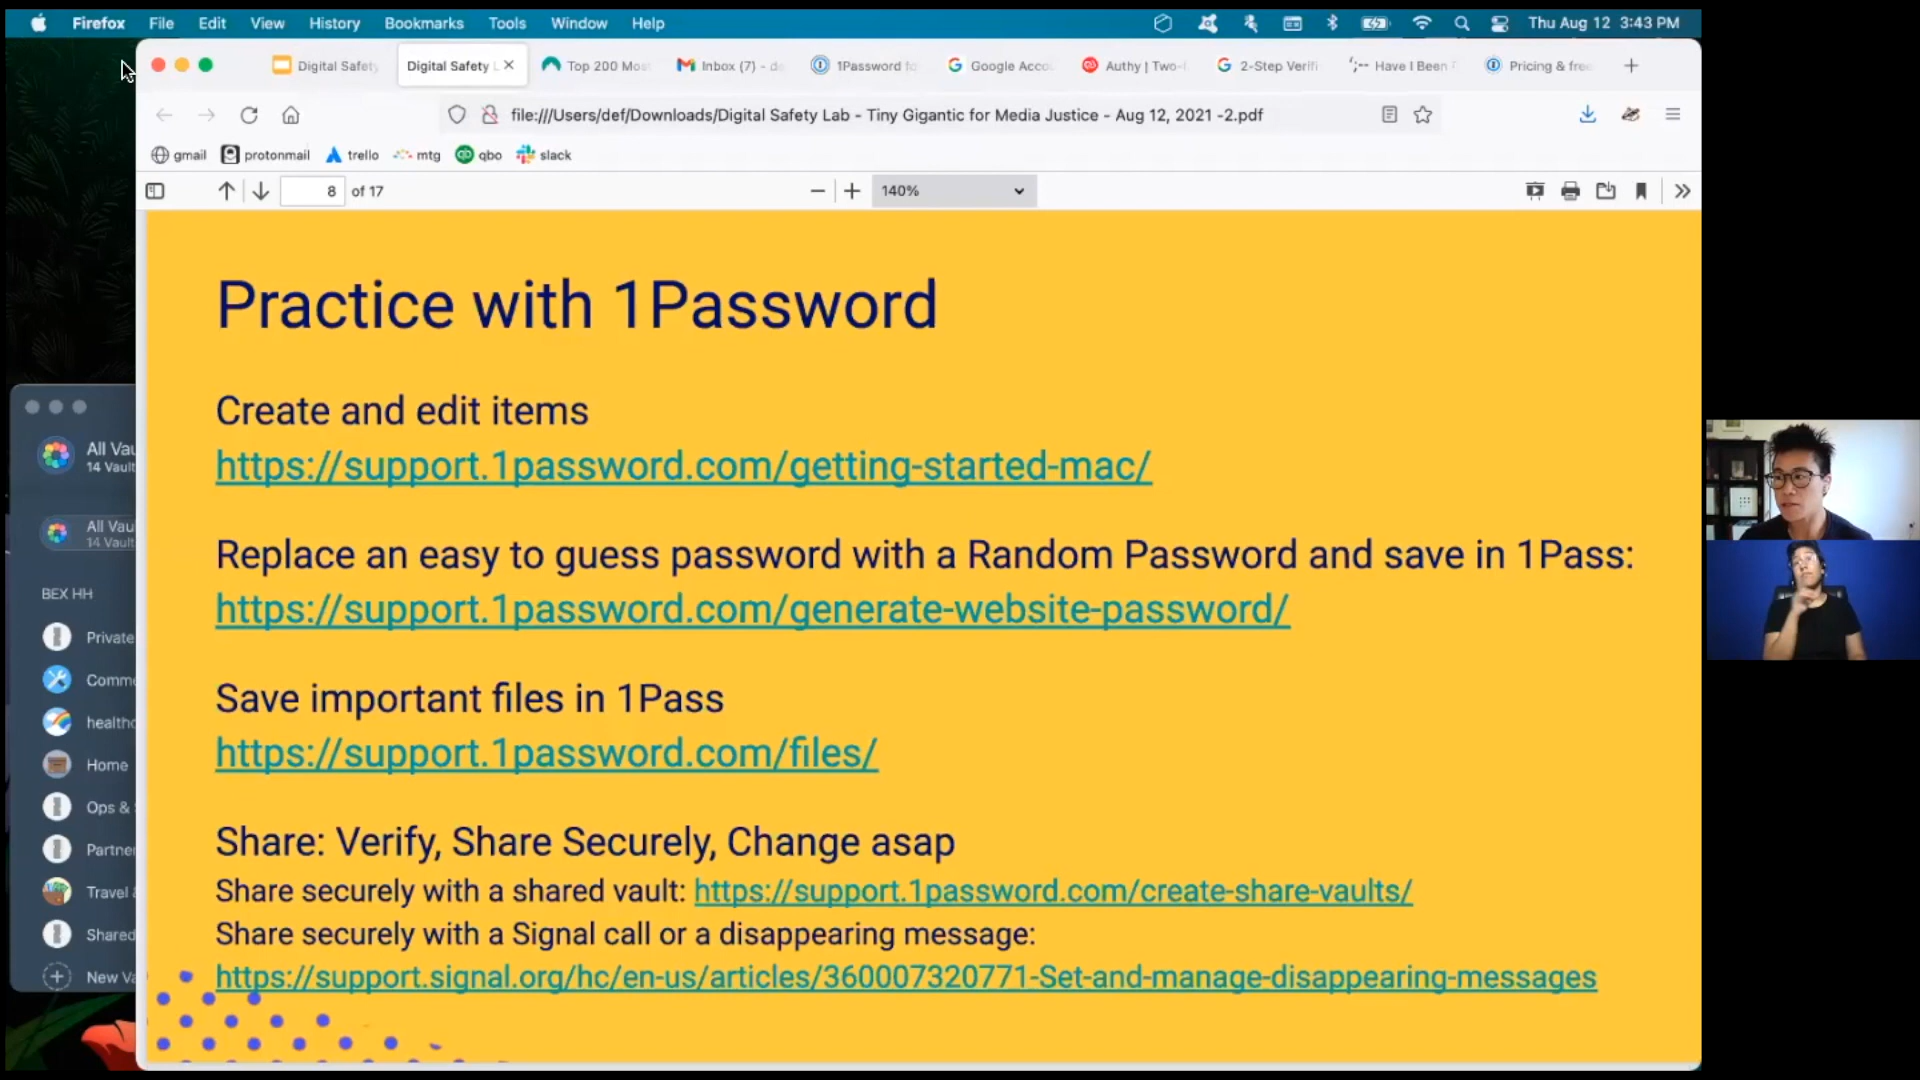 Firefox File Edit View History Bookmarks Tools Window Help Thu Aug 12 3:43 PM
Digital Safety Digital Safety L Top 200 Mos Inbox (7) - d 1Password fo Google Acco Authy | Two- 2-Step Verifi Have I Been Pricing & free
file:///Users/def/Downloads/Digital Safety Lab - Tiny Gigantic for Media Justice - Aug 12, 2021 -2.pdf
gmail protonmail trello mtg qbo slack
8 of 17 140%
Practice with 1Password
Create and edit items
https://support.1password.com/getting-started-mac/
Replace an easy to guess password with a Random Password and save in 1Pass:
https://support.1password.com/generate-website-password/
Save important files in 1Pass
https://support.1password.com/files/
Share: Verify, Share Securely, Change asap
Share securely with a shared vault: https://support.1password.com/create-share-vaults/
Share securely with a Signal call or a disappearing message:
https://support.signal.org/hc/en-us/articles/360007320771-Set-and-manage-disappearing-messages
All Vau
14 Vault
All Vau
14 Vault
BEX HH
Private
Comme
healthc
Home
Ops &
Partner
Travel
Shared
New Va